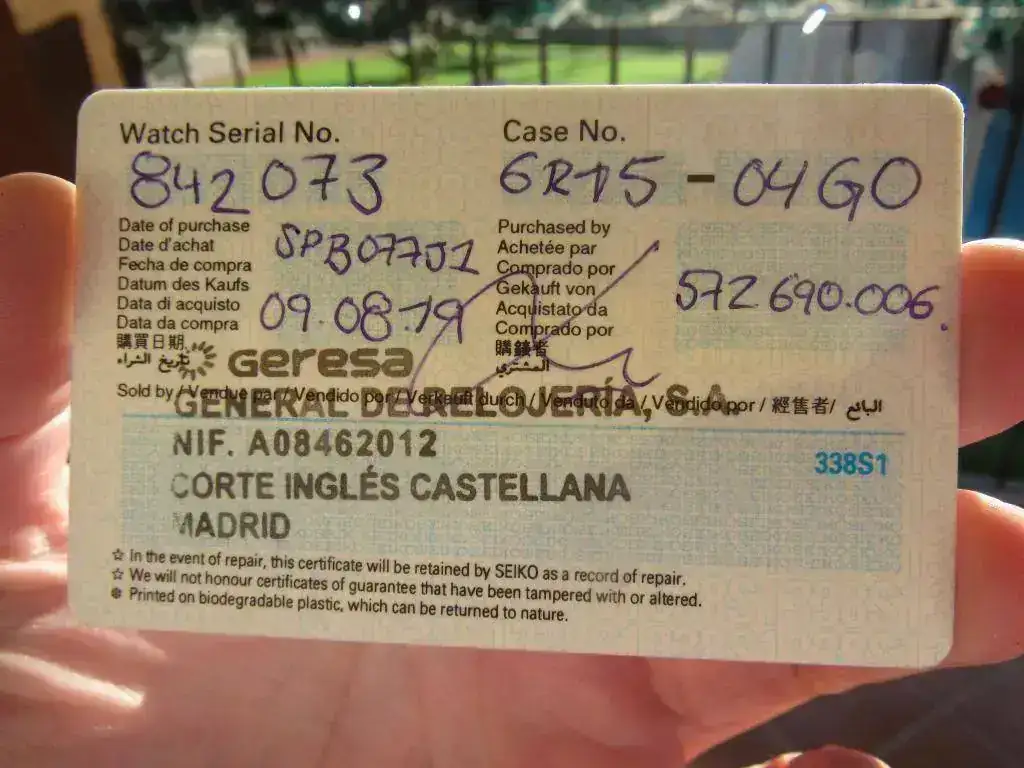 Watch Serial No.
842073
Case No.
6R15-04G0
Date of purchase
Date d'achat
Fecha de compra
Datum des Kaufs
Data di acquisto
Data da compra
購買日期
تاريخ الشراء
SPB077J1
09.08.19
Purchased by
Achetée par
Comprado por
Gekauft von
Acquistato da
Comprado por
購錶者
المشتري
572690.006.
Geresa
Sold by / Vendue par / Vendido por / Verkauft durch / Venduto da / Vendido por / 經售者 / البائع
GENERAL DE RELOJERÍA, S.A.
NIF. A08462012
338S1
CORTE INGLÉS CASTELLANA
MADRID
☆ In the event of repair, this certificate will be retained by SEIKO as a record of repair.
☆ We will not honour certificates of guarantee that have been tampered with or altered.
❄ Printed on biodegradable plastic, which can be returned to nature.